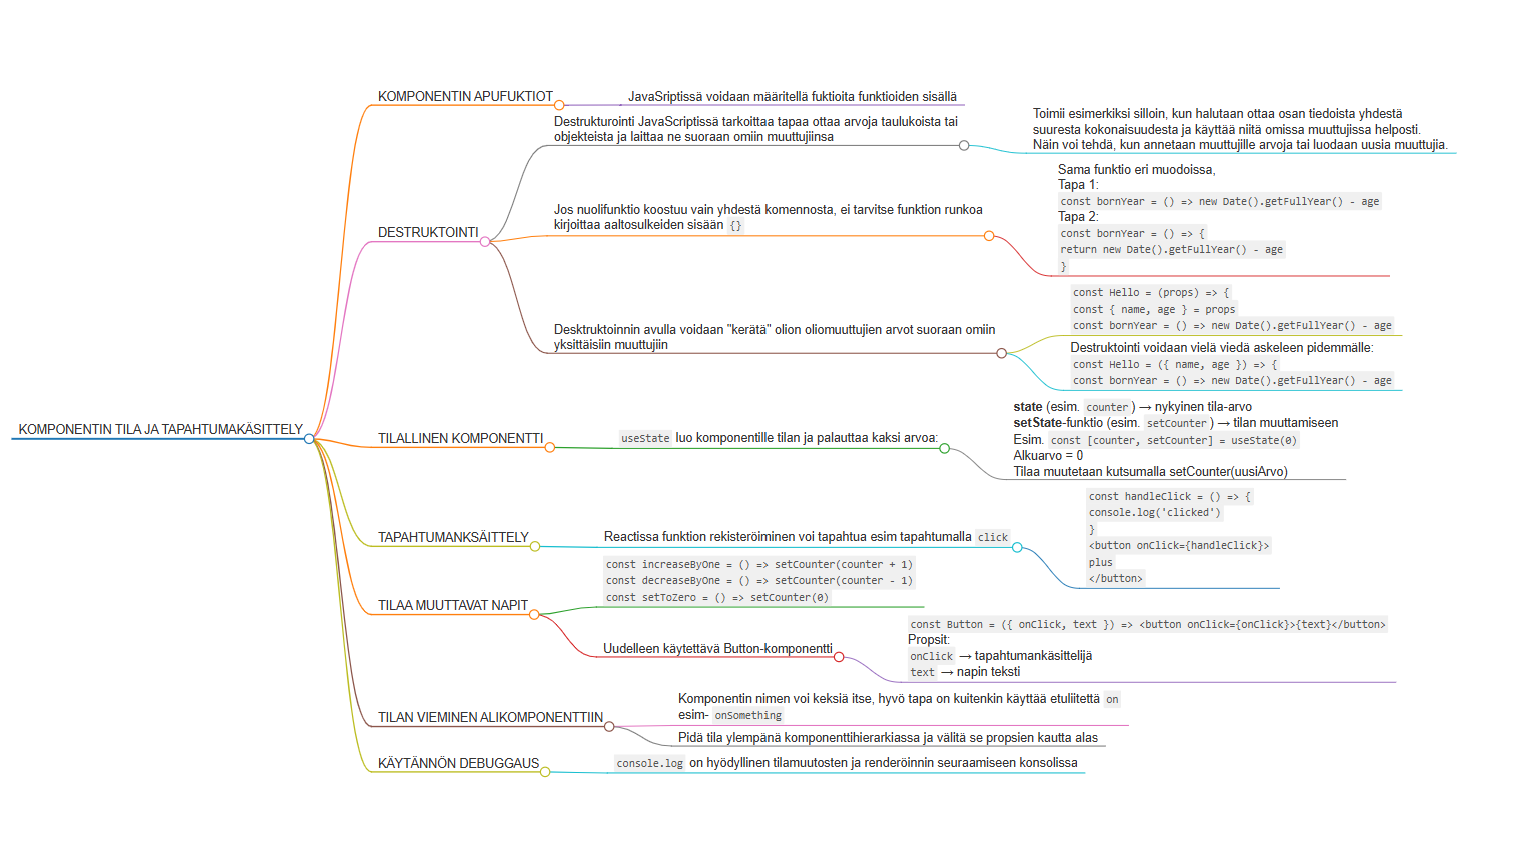 KOMPONENTIN TILA JA TAPAHTUMAKÄSITTELY
KOMPONENTIN APUFUKTIOT
JavaSriptissä voidaan määritellä fuktioita funktioiden sisällä
DESTRUKTOINTI
Destrukturointi JavaScriptissä tarkoittaa tapaa ottaa arvoja taulukoista tai
objekteista ja laittaa ne suoraan omiin muuttujiinsa
Toimii esimerkiksi silloin, kun halutaan ottaa osan tiedoista yhdestä
suuresta kokonaisuudesta ja käyttää niitä omissa muuttujissa helposti.
Näin voi tehdä, kun annetaan muuttujille arvoja tai luodaan uusia muuttujia.
Jos nuolifunktio koostuu vain yhdestä komennosta, ei tarvitse funktion runkoa
kirjoittaa aaltosulkeiden sisään {}
Sama funktio eri muodoissa,
Tapa 1:
const bornYear = () => new Date().getFullYear() - age
Tapa 2:
const bornYear = () => {
return new Date().getFullYear() - age
}
Desktruktoinnin avulla voidaan "kerätä" olion oliomuuttujien arvot suoraan omiin
yksittäisiin muuttujiin
const Hello = (props) => {
const { name, age } = props
const bornYear = () => new Date().getFullYear() - age
Destruktointi voidaan vielä viedä askeleen pidemmälle:
const Hello = ({ name, age }) => {
const bornYear = () => new Date().getFullYear() - age
TILALLINEN KOMPONENTTI
useState luo komponentille tilan ja palauttaa kaksi arvoa:
state (esim. counter) → nykyinen tila-arvo
setState-funktio (esim. setCounter) → tilan muuttamiseen
Esim. const [counter, setCounter] = useState(0)
Alkuarvo = 0
Tilaa muutetaan kutsumalla setCounter(uusiArvo)
TAPAHTUMANKSÄITTELY
Reactissa funktion rekisteröiminen voi tapahtua esim tapahtumalla click
const handleClick = () => {
console.log('clicked')
}
<button onClick={handleClick}>
plus
</button>
TILAA MUUTTAVAT NAPIT
const increaseByOne = () => setCounter(counter + 1)
const decreaseByOne = () => setCounter(counter - 1)
const setToZero = () => setCounter(0)
Uudelleen käytettävä Button-komponentti
const Button = ({ onClick, text }) => <button onClick={onClick}>{text}</button>
Propsit:
onClick → tapahtumankäsittelijä
text → napin teksti
TILAN VIEMINEN ALIKOMPONENTTIIN
Komponentin nimen voi keksiä itse, hyvö tapa on kuitenkin käyttää etuliitettä on
esim- onSomething
Pidä tila ylempänä komponenttihierarkiassa ja välitä se propsien kautta alas
KÄYTÄNNÖN DEBUGGAUS
console.log on hyödyllinen tilamuutosten ja renderöinnin seuraamiseen konsolissa